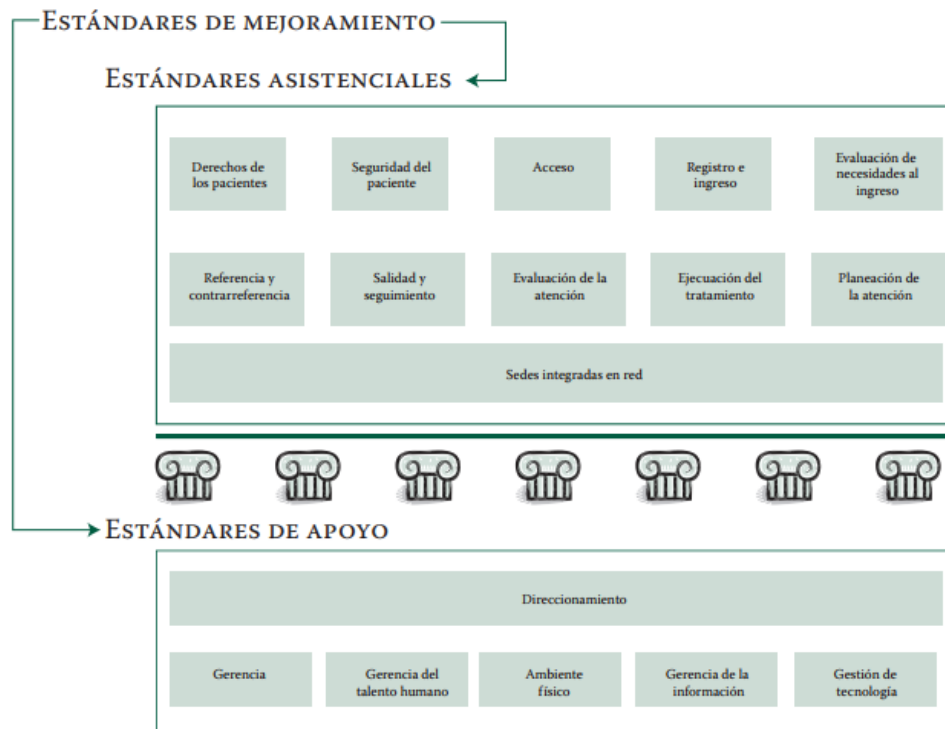 ESTÁNDARES DE MEJORAMIENTO
ESTÁNDARES ASISTENCIALES
Derechos de
los pacientes
Seguridad del
paciente
Acceso
Registro e
ingreso
Evaluación de
necesidades al
ingreso
Referencia y
contrarreferencia
Salidad y
seguimiento
Evaluación de la
atención
Ejecuación del
tratamiento
Planeación de
la atención
Sedes integradas en red
ESTÁNDARES DE APOYO
Direccionamiento
Gerencia
Gerencia del
talento humano
Ambiente
físico
Gerencia de la
información
Gestión de
tecnología